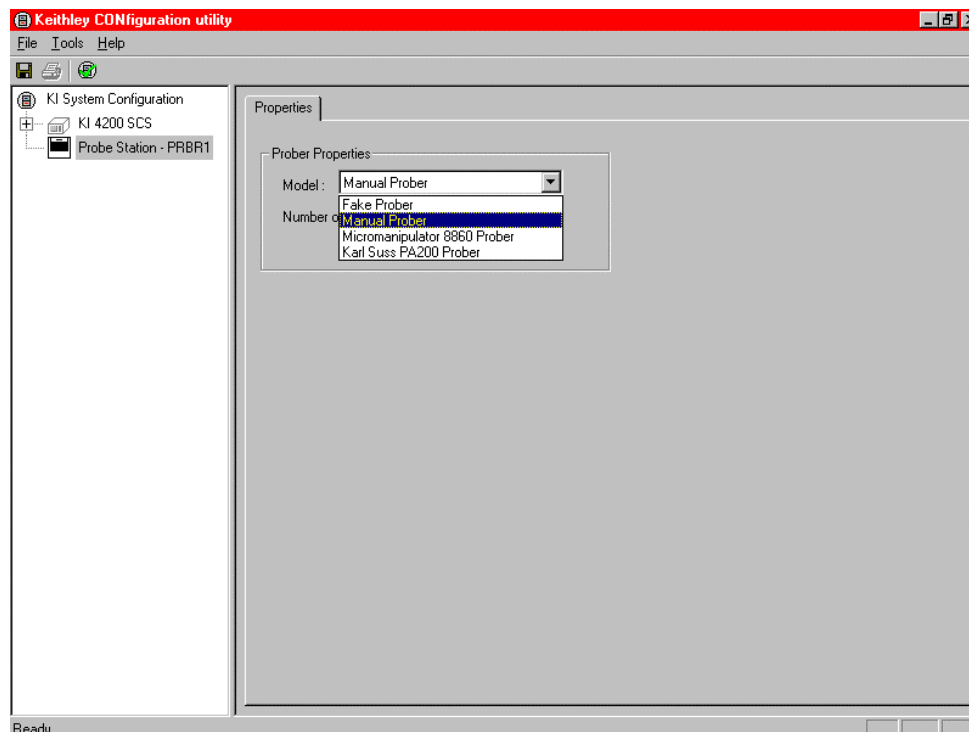 Keithley CONfiguration utility
File Tools Help
KI System Configuration
KI 4200 SCS
Probe Station - PRBR1
Properties
Prober Properties
Model : Manual Prober
Fake Prober
Number
Manual Prober
Micromanipulator 8860 Prober
Karl Suss PA200 Prober
Ready